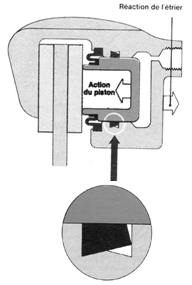 Réaction de l'étrier
Action
du piston